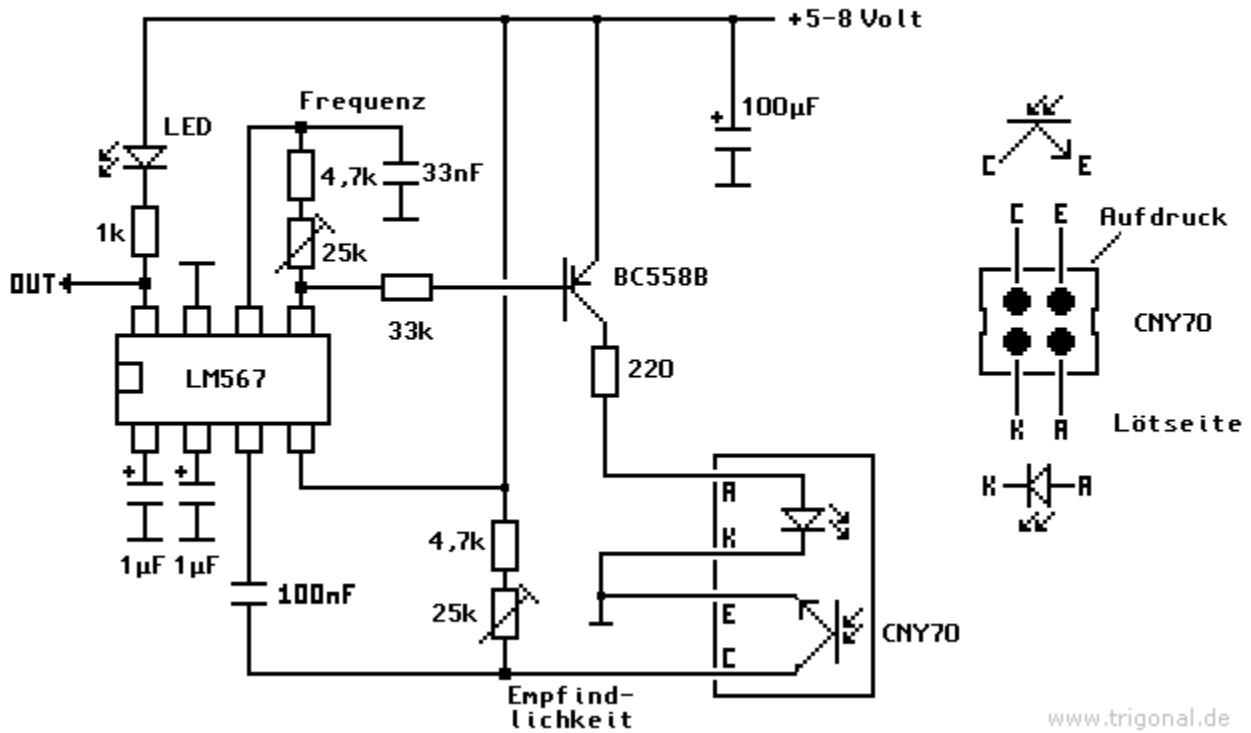 +5-8 Volt
Frequenz
100µF
+
LED
4,7k
33nF
C
E
1k
25k
C E
Aufdruck
OUT
BC558B
33k
CNY70
LM567
220
Lötseite
K A
+
+
A
K
A
4,7k
K
1µF
1µF
100nF
25k
E
CNY70
C
Empfind-
lichkeit
www.trigonal.de